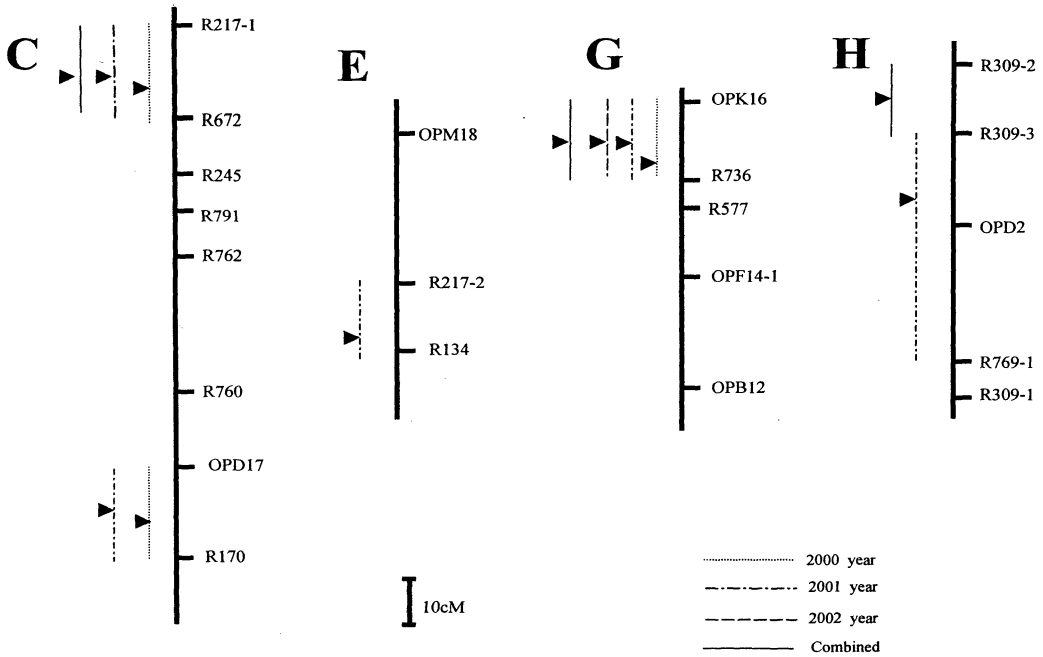 C
R217-1
R672
R245
R791
R762
R760
OPD17
R170
E
OPM18
R217-2
R134
10cM
G
OPK16
R736
R577
OPF14-1
OPB12
H
R309-2
R309-3
OPD2
R769-1
R309-1
2000 year
2001 year
2002 year
Combined